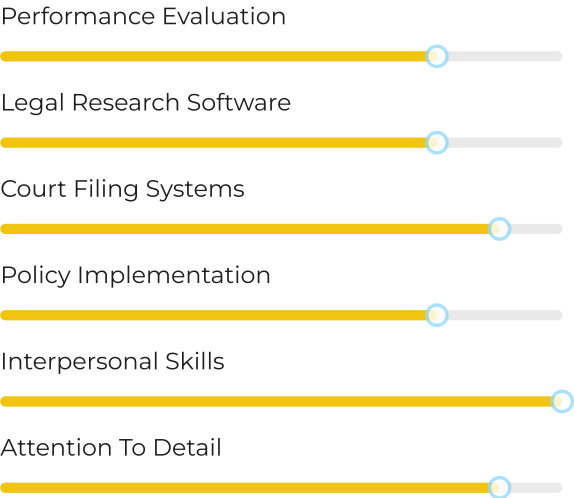 Performance Evaluation
Legal Research Software
Court Filing Systems
Policy Implementation
Interpersonal Skills
Attention To Detail